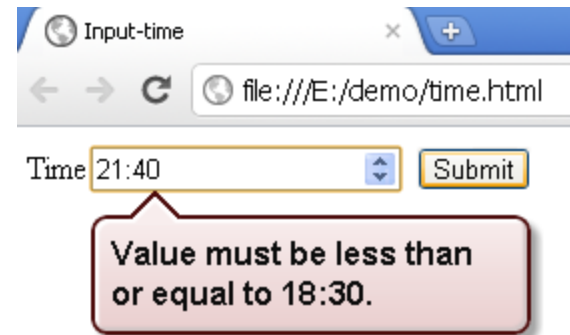 Input-time
file:///E:/demo/time.html
Time 21:40 Submit
Value must be less than
or equal to 18:30.